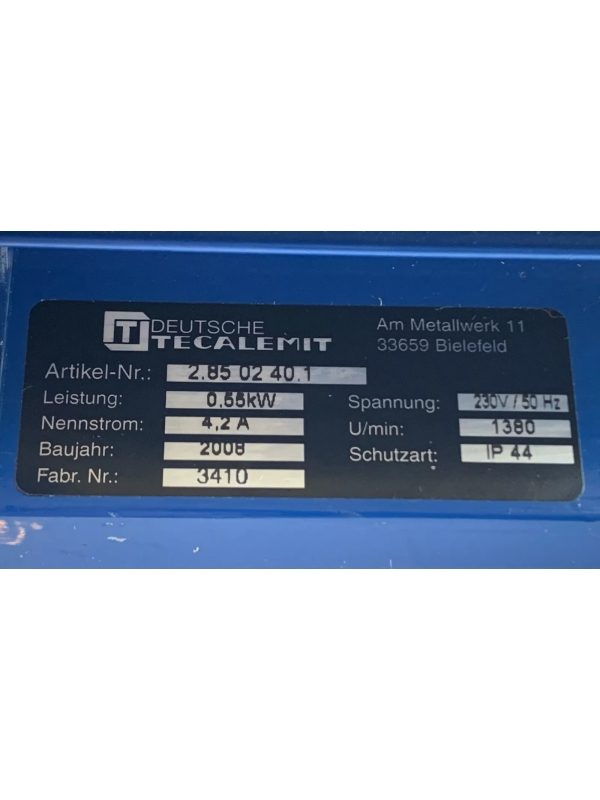 DEUTSCHE
TECALEMIT
Am Metallwerk 11
33659 Bielefeld
Artikel-Nr.: 2.85 02 40.1
Leistung: 0.55kW
Nennstrom: 4,2 A
Baujahr: 2008
Fabr. Nr.: 3410
Spannung: 230V / 50 Hz
U/min: 1380
Schutzart: IP 44